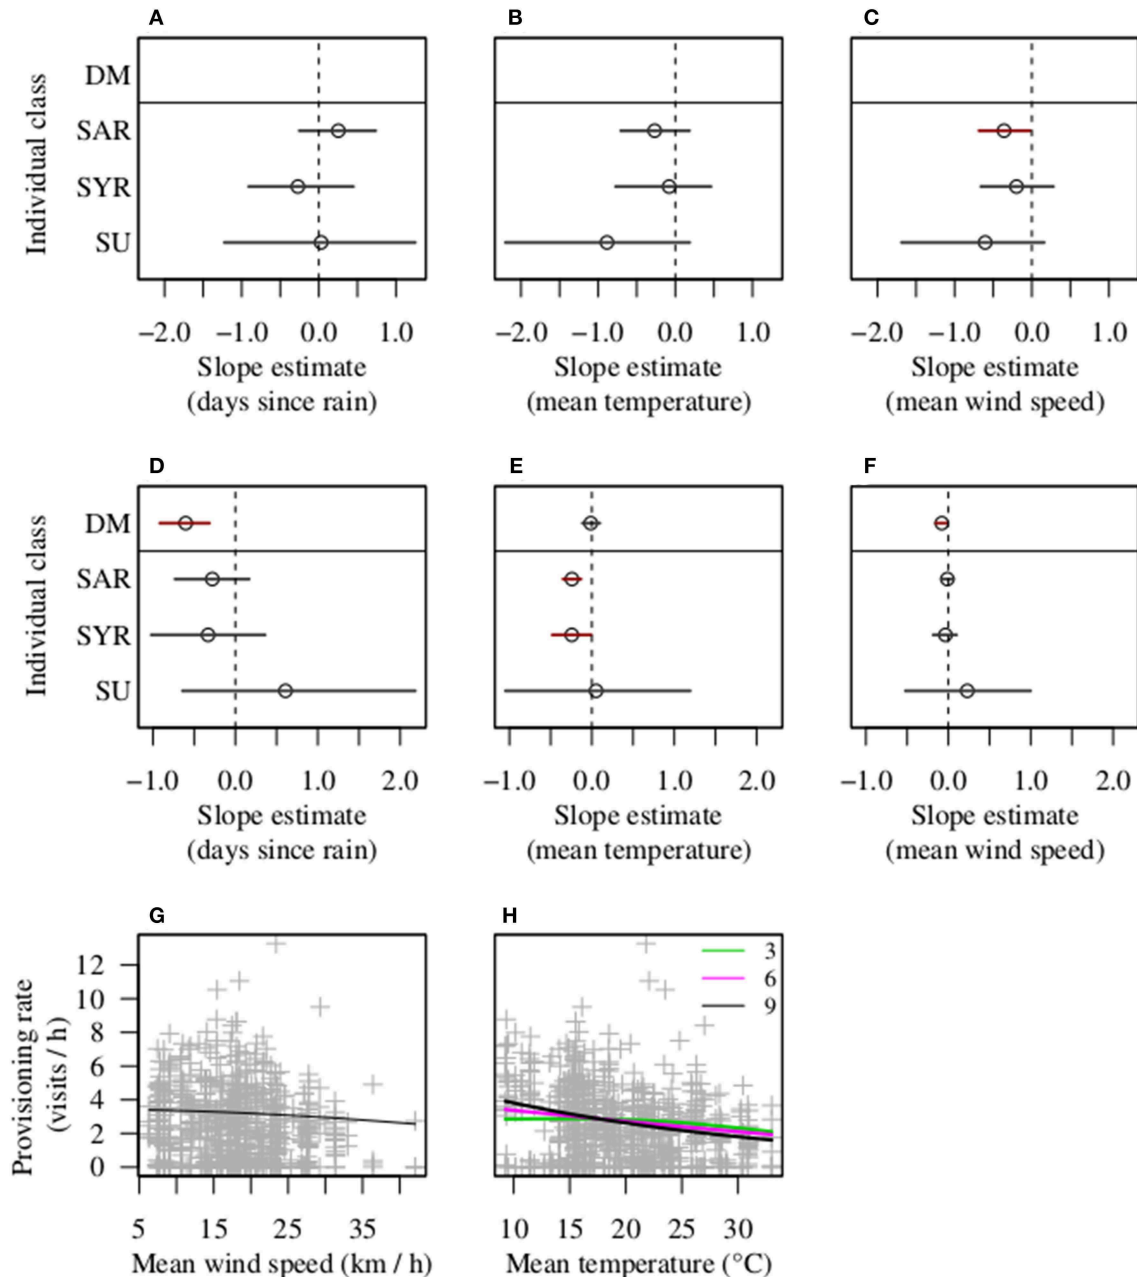 A
B
C
Individual class
DM
SAR
SYR
SU
−2.0 −1.0 0.0 1.0
−2.0 −1.0 0.0 1.0
−2.0 −1.0 0.0 1.0
Slope estimate
(days since rain)
Slope estimate
(mean temperature)
Slope estimate
(mean wind speed)
D
E
F
Individual class
DM
SAR
SYR
SU
−1.0 0.0 1.0 2.0
−1.0 0.0 1.0 2.0
−1.0 0.0 1.0 2.0
Slope estimate
(days since rain)
Slope estimate
(mean temperature)
Slope estimate
(mean wind speed)
G
H
Provisioning rate
(visits / h)
12
10
8
6
4
2
0
3
6
9
5 15 25 35
10 15 20 25 30
Mean wind speed (km / h)
Mean temperature (°C)